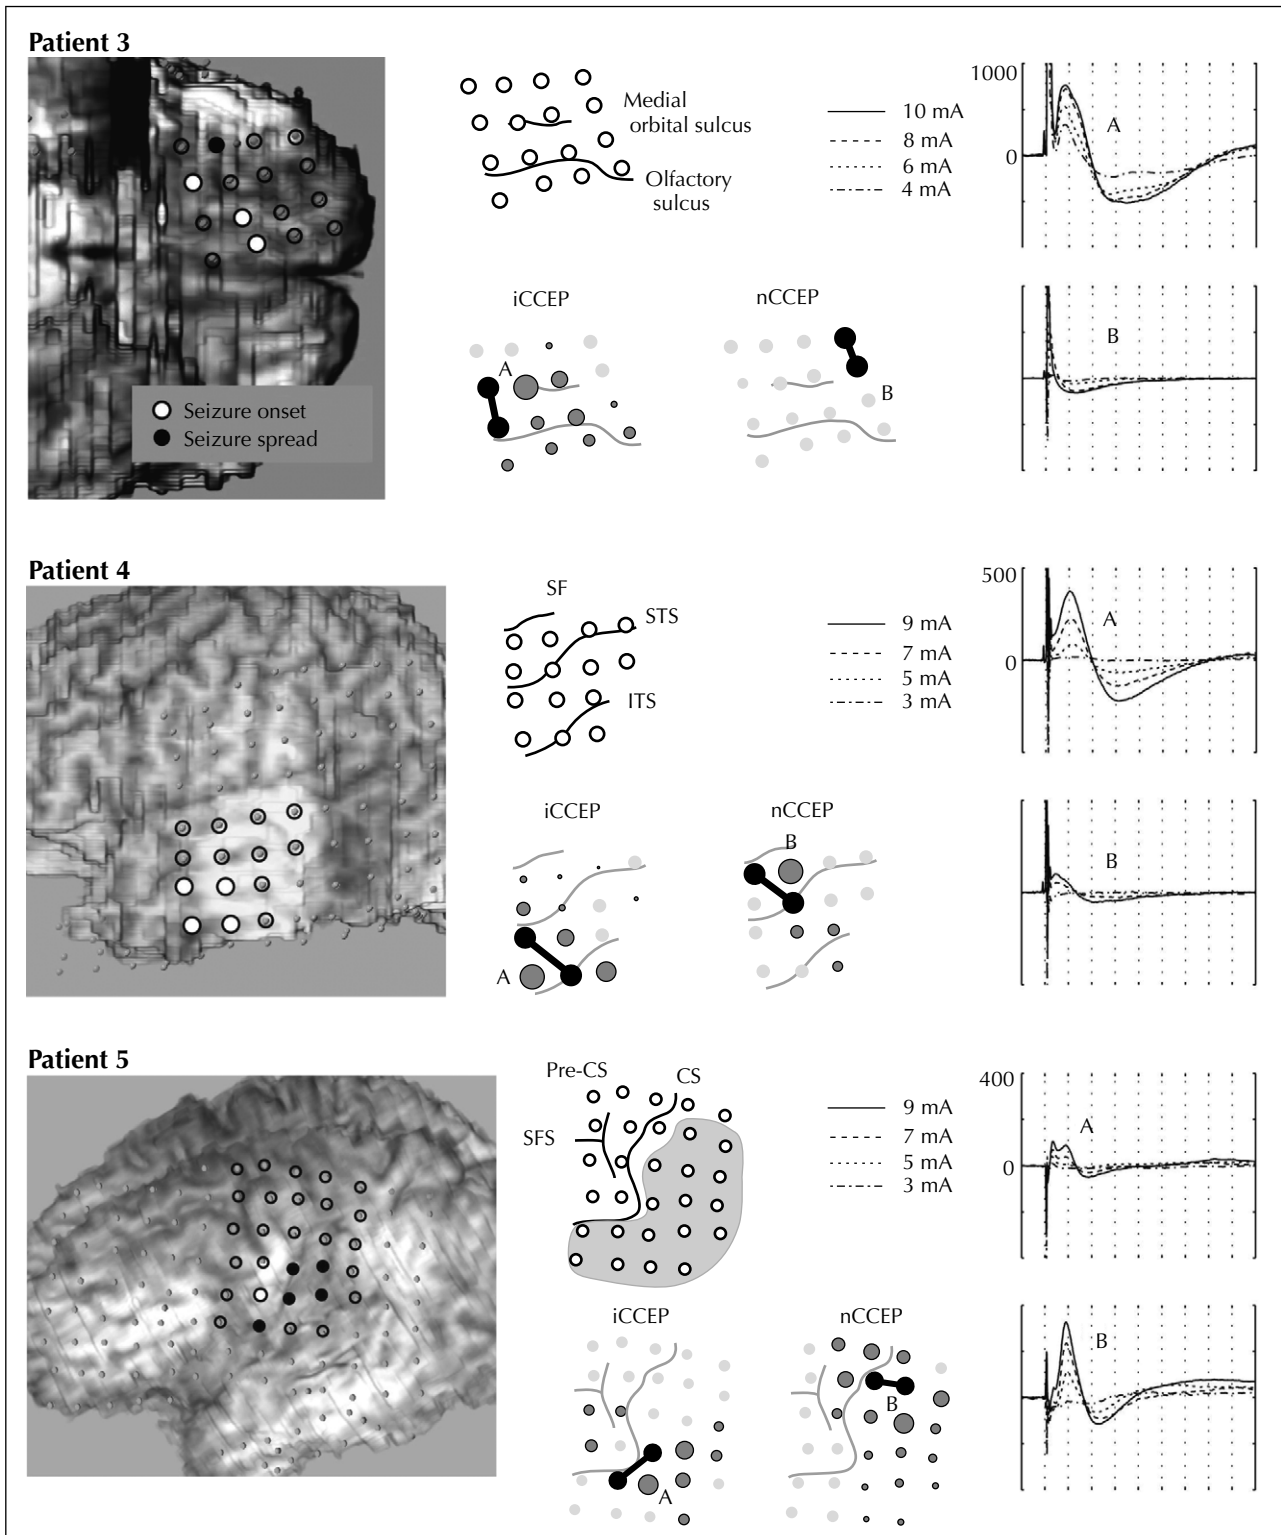 Patient 3
Medial
orbital sulcus
Olfactory
sulcus
10 mA
8 mA
6 mA
4 mA
1000
0
A
iCCEP
nCCEP
A
B
B
Seizure onset
Seizure spread
Patient 4
SF
STS
ITS
9 mA
7 mA
5 mA
3 mA
500
0
A
iCCEP
nCCEP
B
A
B
Patient 5
Pre-CS
CS
SFS
9 mA
7 mA
5 mA
3 mA
400
0
A
iCCEP
nCCEP
B
A
B